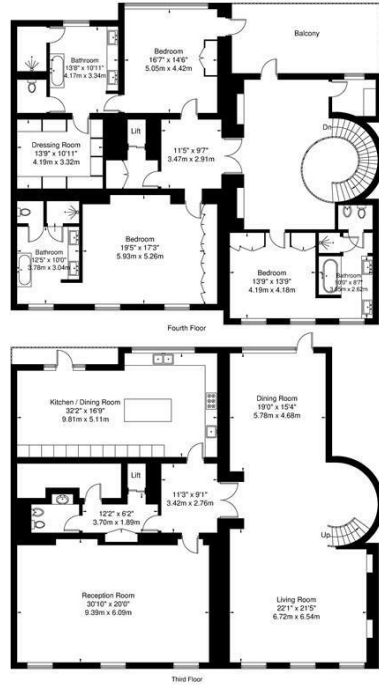 Bathroom
13'8" x 10'11"
4.17m x 3.34m
Bedroom
16'7" x 14'6"
5.05m x 4.42m
Balcony
Dressing Room
13'9" x 10'11"
4.19m x 3.32m
Lift
11'5" x 9'7"
3.47m x 2.91m
Dn
Bathroom
12'5" x 10'0"
3.78m x 3.04m
Bedroom
19'5" x 17'3"
5.93m x 5.26m
Bedroom
13'9" x 13'9"
4.19m x 4.18m
Bathroom
x 8'7"
x 2.62m
Fourth Floor
Kitchen / Dining Room
32'2" x 16'9"
9.81m x 5.11m
Dining Room
19'0" x 15'4"
5.78m x 4.68m
Lift
11'3" x 9'1"
3.42m x 2.76m
12'2" x 6'2"
3.70m x 1.89m
Up
Reception Room
30'10" x 20'0"
9.39m x 6.09m
Living Room
22'1" x 21'5"
6.72m x 6.54m
Third Floor